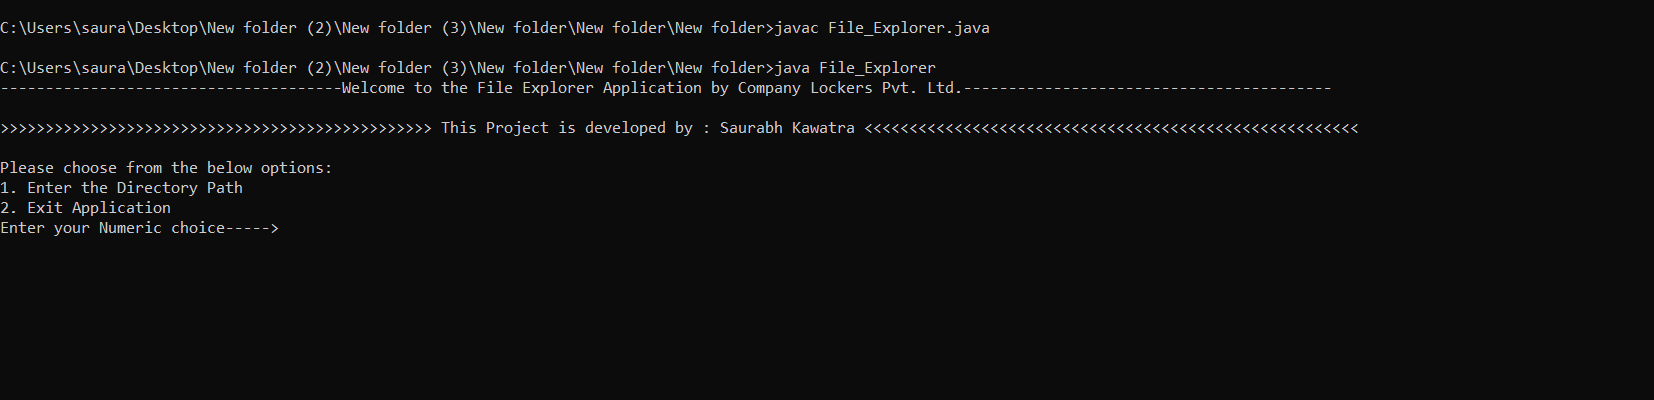 C:\Users\saura\Desktop\New folder (2)\New folder (3)\New folder\New folder\New folder>javac File_Explorer.java
C:\Users\saura\Desktop\New folder (2)\New folder (3)\New folder\New folder\New folder>java File_Explorer
--------------------------------------Welcome to the File Explorer Application by Company Lockers Pvt. Ltd.-----------------------------------------
>>>>>>>>>>>>>>>>>>>>>>>>>>>>>>>>>>>>>>>>>>>>>>>> This Project is developed by : Saurabh Kawatra <<<<<<<<<<<<<<<<<<<<<<<<<<<<<<<<<<<<<<<<<<<<<<<<<<<<<<<
Please choose from the below options:
1. Enter the Directory Path
2. Exit Application
Enter your Numeric choice----->